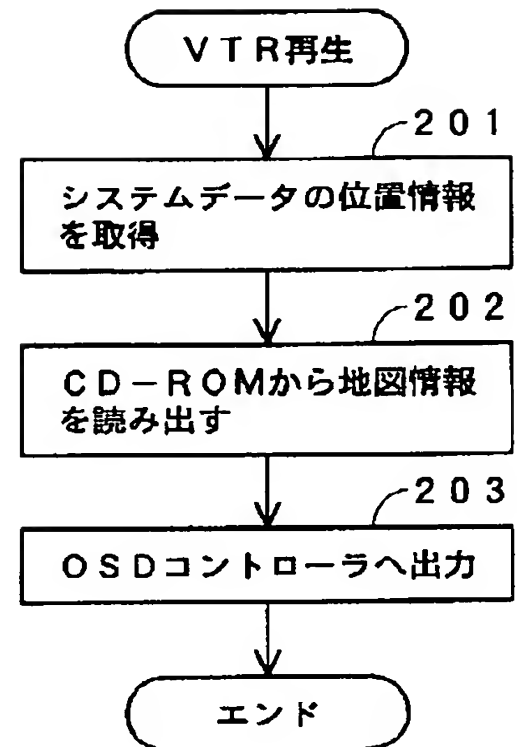 VTR再生
201
システムデータの位置情報
を取得
202
CD-ROMから地図情報
を読み出す
203
OSDコントローラへ出力
エンド